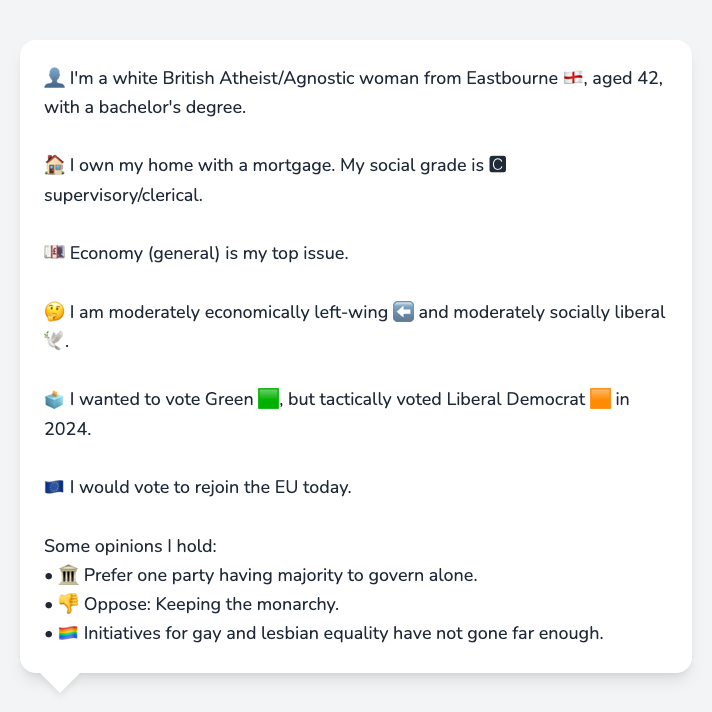 👤 I'm a white British Atheist/Agnostic woman from Eastbourne 🏴󠁧󠁢󠁥󠁮󠁧󠁿, aged 42,
with a bachelor's degree.
🏠 I own my home with a mortgage. My social grade is 🅲
supervisory/clerical.
💷 Economy (general) is my top issue.
🤔 I am moderately economically left-wing ⬅️ and moderately socially liberal
🕊️.
🗳️ I wanted to vote Green 🟩, but tactically voted Liberal Democrat 🟧 in
2024.
🇪🇺 I would vote to rejoin the EU today.
Some opinions I hold:
• 🏛️ Prefer one party having majority to govern alone.
• 👎 Oppose: Keeping the monarchy.
• 🏳️‍🌈 Initiatives for gay and lesbian equality have not gone far enough.